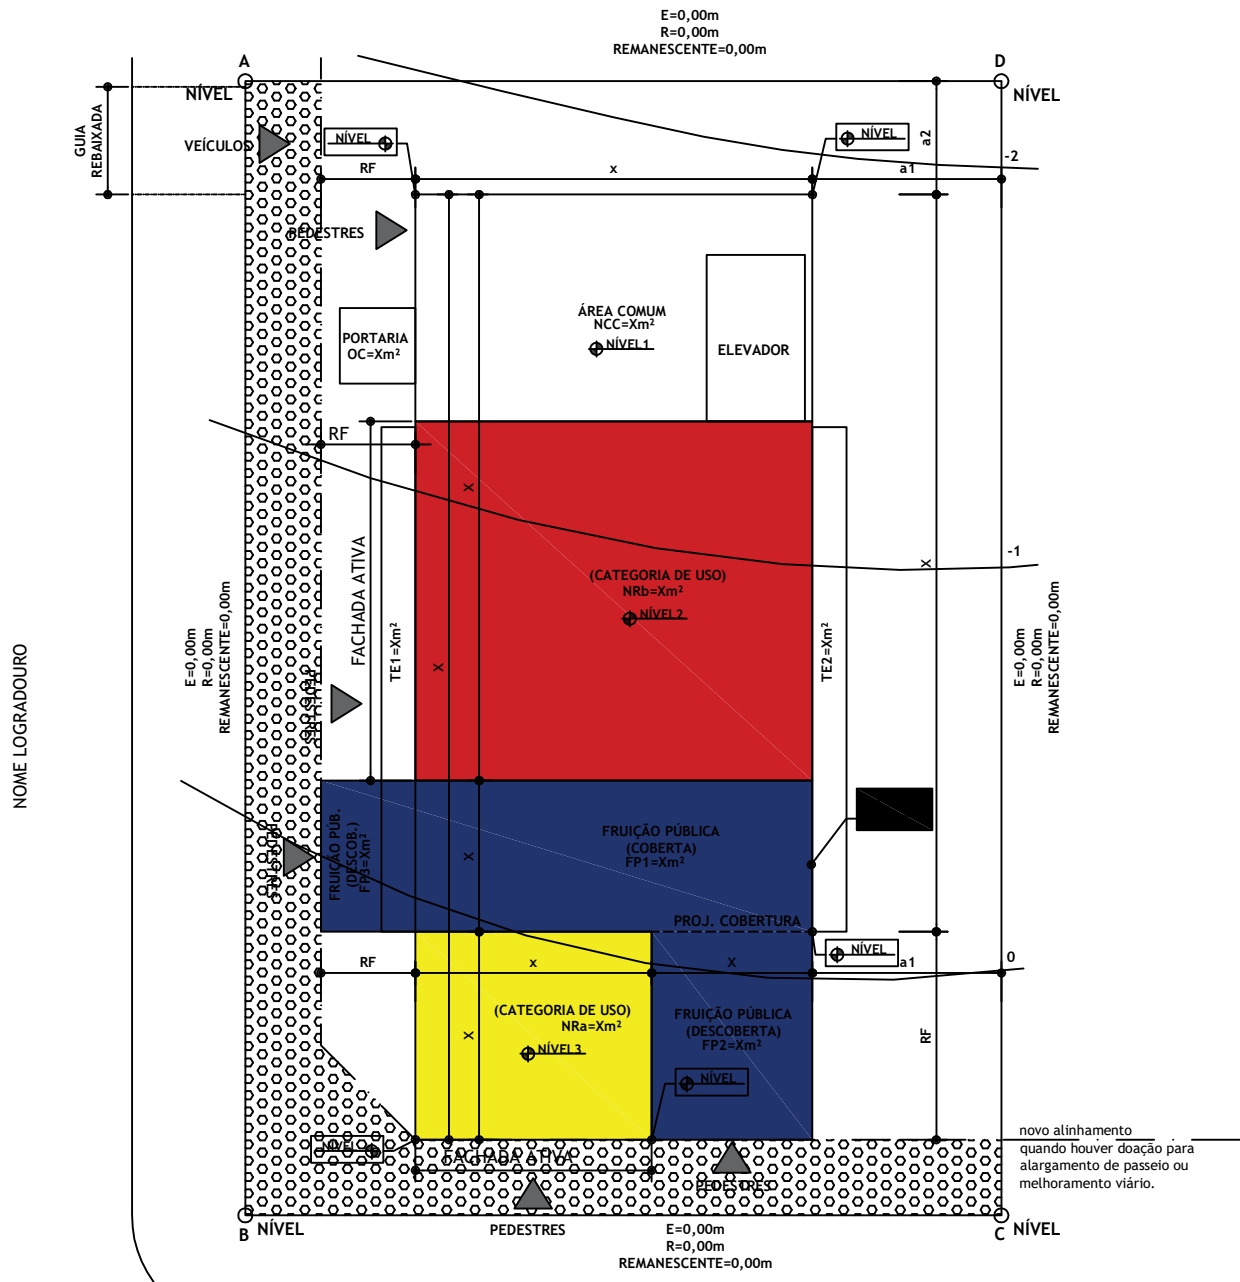 E=0,00m
R=0,00m
REMANESCENTE=0,00m
A
D
NÍVEL
NÍVEL
GUIA
REBAIXADA
VEÍCULOS
NÍVEL
NÍVEL
a2
-2
RF
x
a1
PEDESTRES
ÁREA COMUM
NCC=Xm²
NÍVEL1
PORTARIA
OC=Xm²
ELEVADOR
RF
X
FACHADA ATIVA
-1
X
(CATEGORIA DE USO)
NRb=Xm²
NÍVEL2
E=0,00m
R=0,00m
REMANESCENTE=0,00m
TE1=Xm²
X
TE2=Xm²
E=0,00m
R=0,00m
REMANESCENTE=0,00m
PEDESTRES
NOME LOGRADOURO
PEDESTRES
FRUIÇÃO PÚB.
(DESCOB.)
FP3=Xm²
X
FRUIÇÃO PÚBLICA
(COBERTA)
FP1=Xm²
PROJ. COBERTURA
NÍVEL
0
RF
x
X
a1
(CATEGORIA DE USO)
NRa=Xm²
NÍVEL3
X
FRUIÇÃO PÚBLICA
(DESCOBERTA)
FP2=Xm²
NÍVEL
RF
NÍVEL
FACHADA ATIVA
PEDESTRES
PEDESTRES
novo alinhamento
quando houver doação para
alargamento de passeio ou
melhoramento viário.
B
NÍVEL
C
NÍVEL
E=0,00m
R=0,00m
REMANESCENTE=0,00m